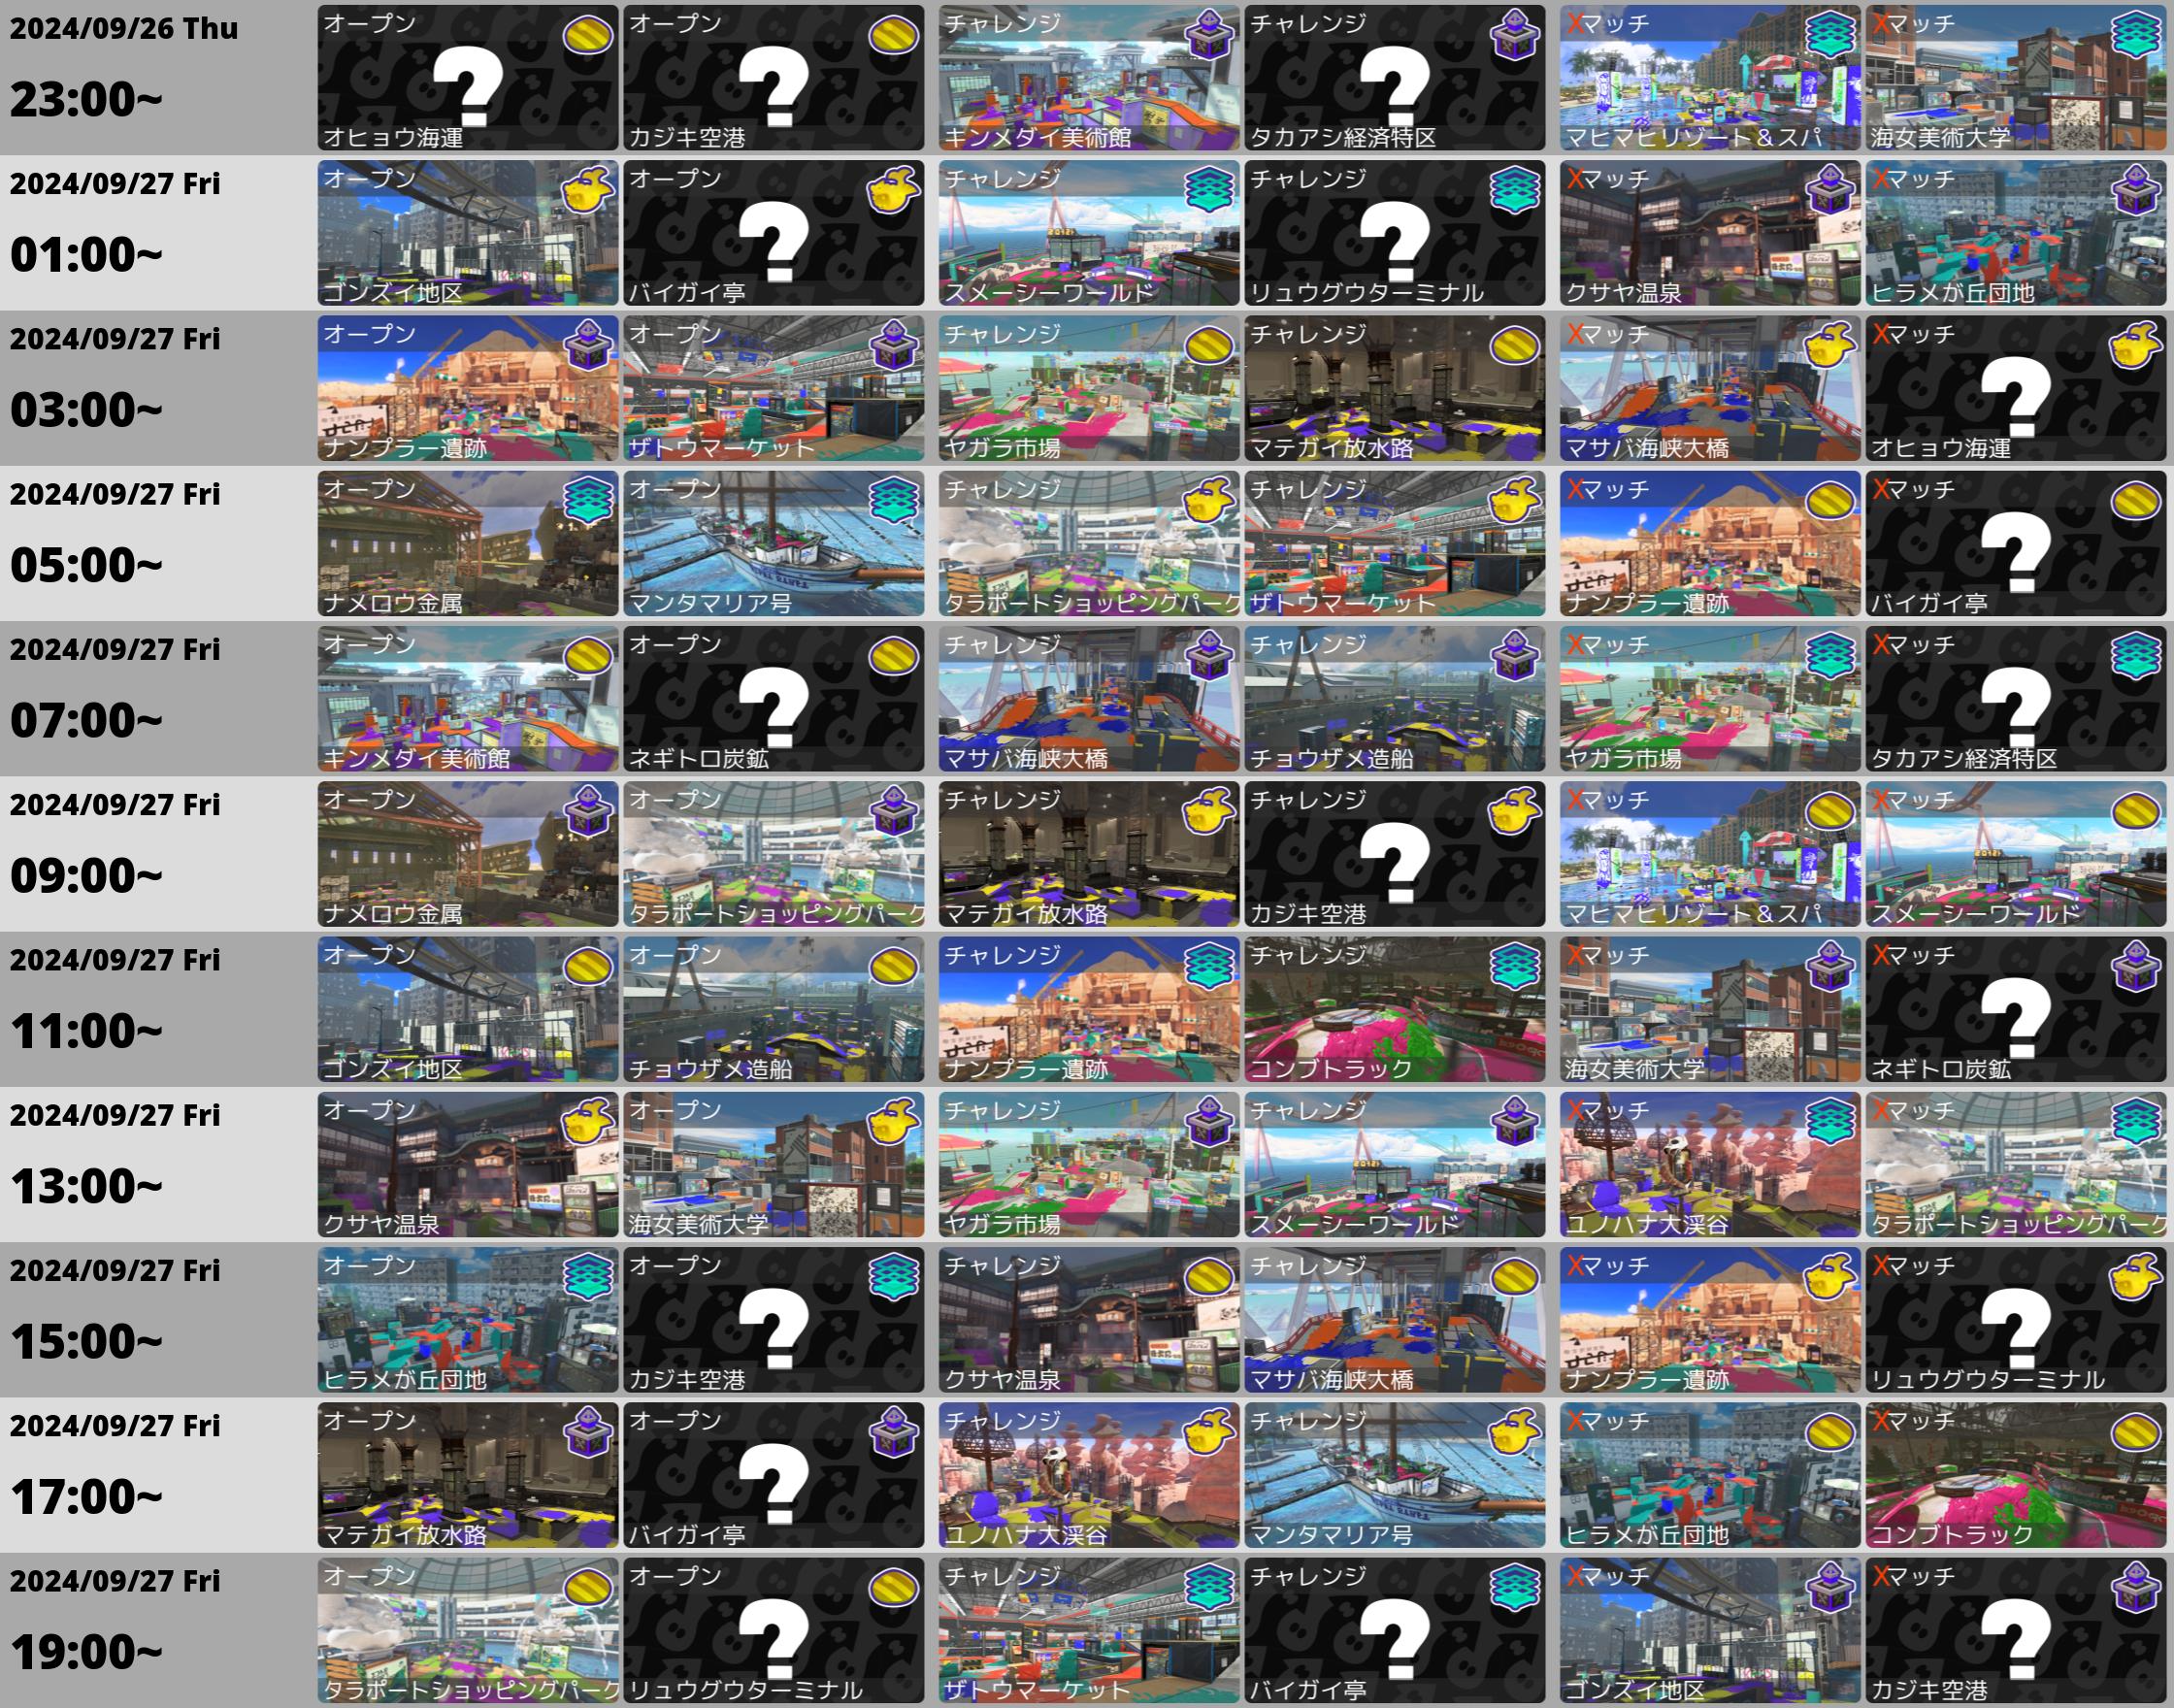 2024/09/26 Thu
23:00~
オープン オープン チャレンジ チャレンジ Xマッチ Xマッチ
オヒョウ海運 カジキ空港 キンメダイ美術館 タカアシ経済特区 マヒマヒリゾート＆スパ 海女美術大学
2024/09/27 Fri
01:00~
オープン オープン チャレンジ チャレンジ Xマッチ Xマッチ
ゴンズイ地区 バイガイ亭 スメーシーワールド リュウグウターミナル クサヤ温泉 ヒラメが丘団地
2024/09/27 Fri
03:00~
オープン オープン チャレンジ チャレンジ Xマッチ Xマッチ
ナンプラー遺跡 ザトウマーケット ヤガラ市場 マテガイ放水路 マサバ海峡大橋 オヒョウ海運
2024/09/27 Fri
05:00~
オープン オープン チャレンジ チャレンジ Xマッチ Xマッチ
ナメロウ金属 マンタマリア号 タラポートショッピングパーク ザトウマーケット ナンプラー遺跡 バイガイ亭
2024/09/27 Fri
07:00~
オープン オープン チャレンジ チャレンジ Xマッチ Xマッチ
キンメダイ美術館 ネギトロ炭鉱 マサバ海峡大橋 チョウザメ造船 ヤガラ市場 タカアシ経済特区
2024/09/27 Fri
09:00~
オープン オープン チャレンジ チャレンジ Xマッチ Xマッチ
ナメロウ金属 タラポートショッピングパーク マテガイ放水路 カジキ空港 マヒマヒリゾート＆スパ スメーシーワールド
2024/09/27 Fri
11:00~
オープン オープン チャレンジ チャレンジ Xマッチ Xマッチ
ゴンズイ地区 チョウザメ造船 ナンプラー遺跡 コンブトラック 海女美術大学 ネギトロ炭鉱
2024/09/27 Fri
13:00~
オープン オープン チャレンジ チャレンジ Xマッチ Xマッチ
クサヤ温泉 海女美術大学 ヤガラ市場 スメーシーワールド ユノハナ大渓谷 タラポートショッピングパーク
2024/09/27 Fri
15:00~
オープン オープン チャレンジ チャレンジ Xマッチ Xマッチ
ヒラメが丘団地 カジキ空港 クサヤ温泉 マサバ海峡大橋 ナンプラー遺跡 リュウグウターミナル
2024/09/27 Fri
17:00~
オープン オープン チャレンジ チャレンジ Xマッチ Xマッチ
マテガイ放水路 バイガイ亭 ユノハナ大渓谷 マンタマリア号 ヒラメが丘団地 コンブトラック
2024/09/27 Fri
19:00~
オープン オープン チャレンジ チャレンジ Xマッチ Xマッチ
タラポートショッピングパーク リュウグウターミナル ザトウマーケット バイガイ亭 ゴンズイ地区 カジキ空港